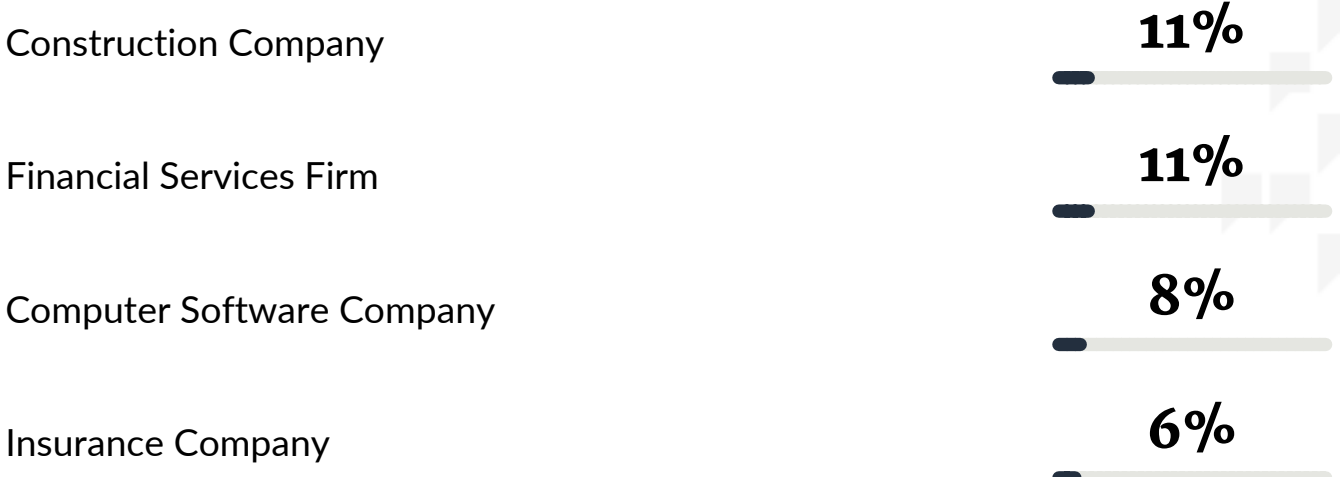 Construction Company
11%
Financial Services Firm
11%
Computer Software Company
8%
Insurance Company
6%